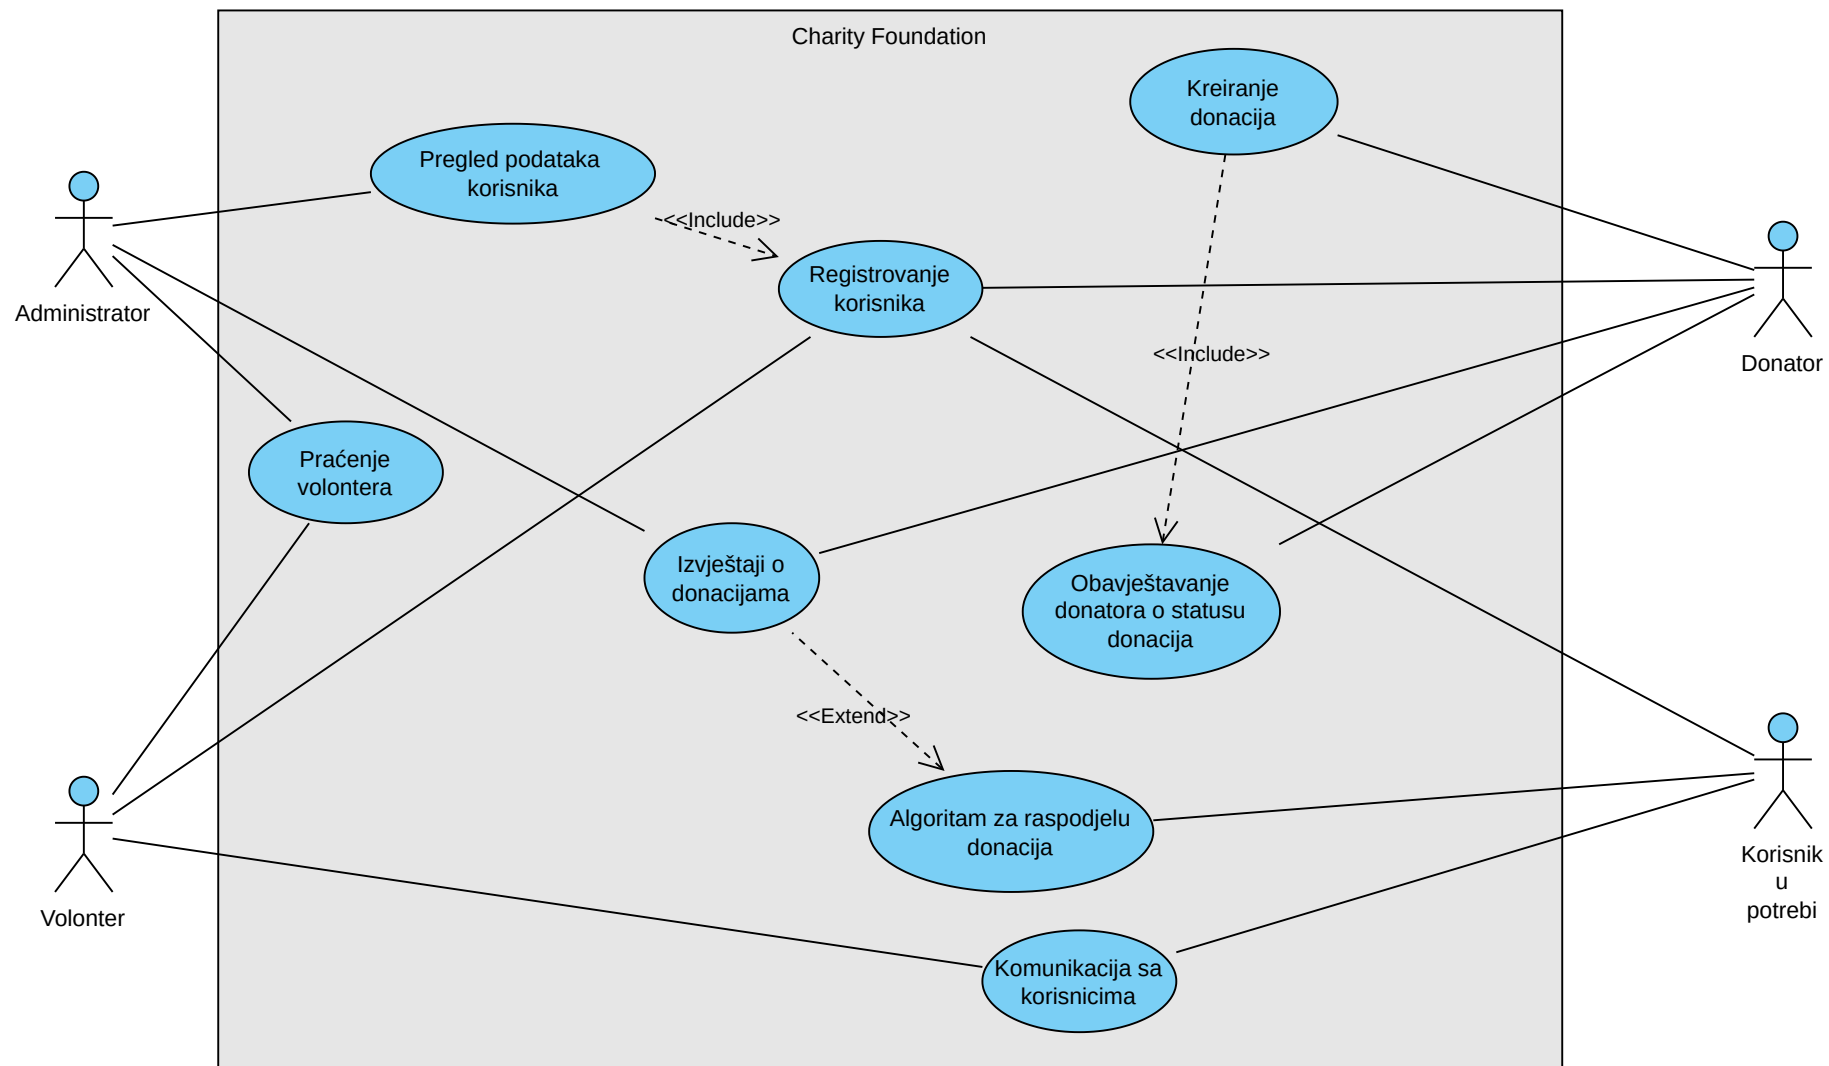 Charity Foundation
Kreiranje
donacija
Pregled podataka
korisnika
<<Include>>
Registrovanje
korisnika
Administrator
Donator
<<Include>>
Praćenje
volontera
Izvještaji o
donacijama
Obavještavanje
donatora o statusu
donacija
<<Extend>>
Algoritam za raspodjelu
donacija
Korisnik
u
potrebi
Volonter
Komunikacija sa
korisnicima